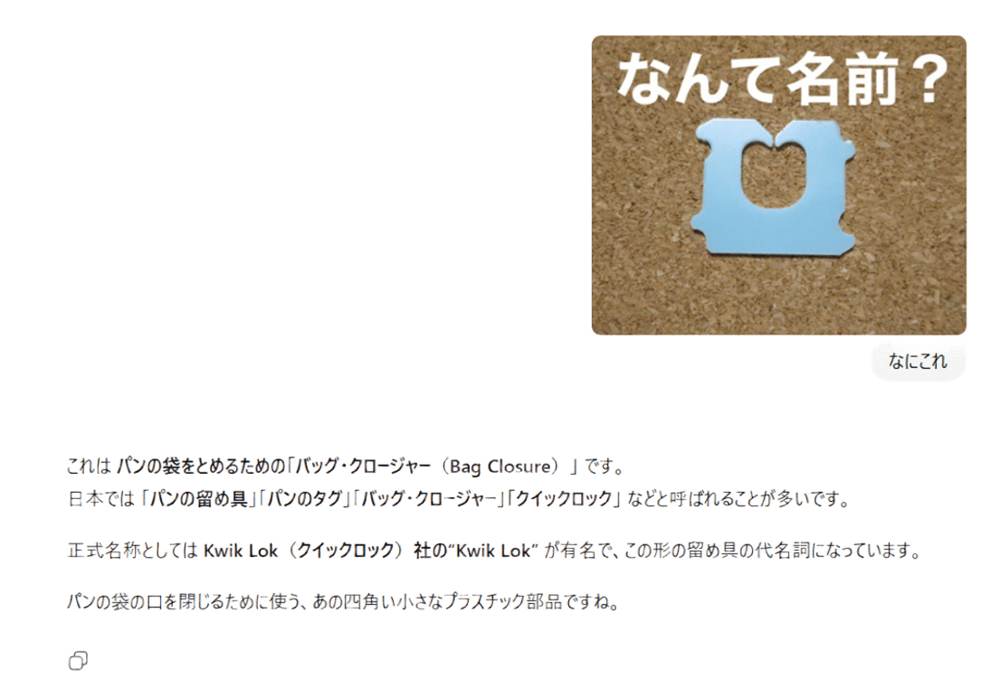 なんて名前？
なにこれ
これは パンの袋をとめるための「バッグ・クロージャー（Bag Closure）」 です。
日本では 「パンの留め具」「パンのタグ」「バッグ・クロージャー」「クイックロック」 などと呼ばれることが多いです。
正式名称としては Kwik Lok（クイックロック）社の“Kwik Lok” が有名で、この形の留め具の代名詞になっています。
パンの袋の口を閉じるために使う、あの四角い小さなプラスチック部品ですね。